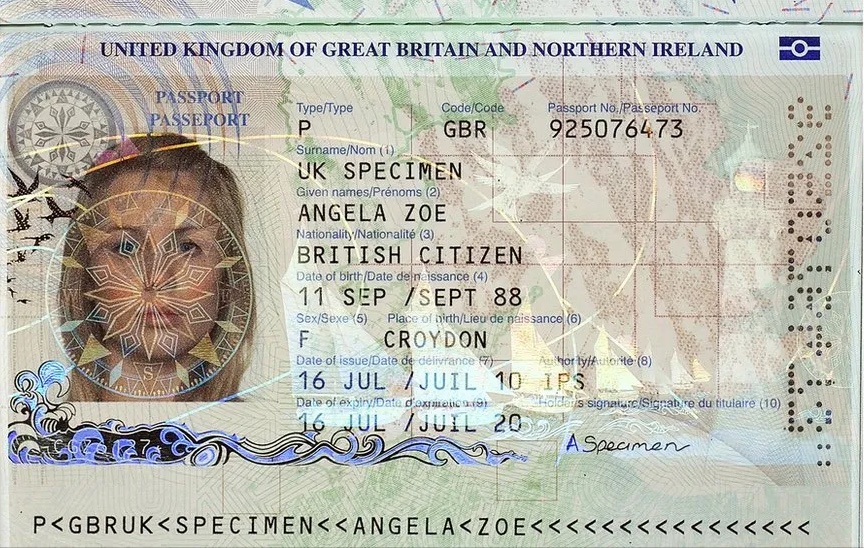 UNITED KINGDOM OF GREAT BRITAIN AND NORTHERN IRELAND
PASSPORT
PASSEPORT
Type/Type Code/Code Passport No./Passeport No.
P GBR 925076473
Surname/Nom (1)
UK SPECIMEN
Given names/Prénoms (2)
ANGELA ZOE
Nationality/Nationalité (3)
BRITISH CITIZEN
Date of birth/Date de naissance (4)
11 SEP /SEPT 88
Sex/Sexe (5) Place of birth/Lieu de naissance (6)
F CROYDON
Date of issue/Date de délivrance (7) Authority/Autorité (8)
16 JUL /JUIL 10 IPS
Date of expiry/Date d'expiration (9) Holder's signature/Signature du titulaire (10)
16 JUL /JUIL 20
A Specimen
P<GBRUK<SPECIMEN<<ANGELA<ZOE<<<<<<<<<<<<<<<<